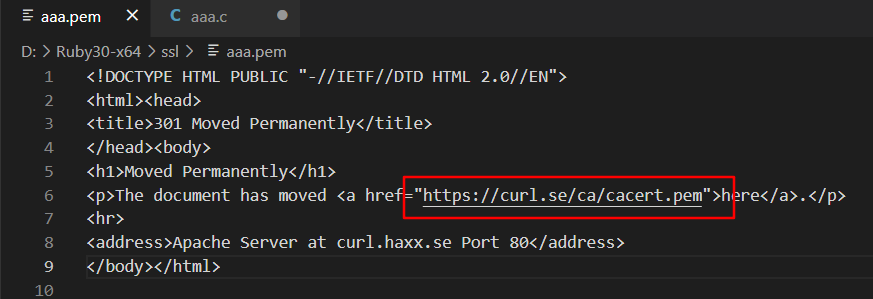 aaa.pem
aaa.c
D: > Ruby30-x64 > ssl > aaa.pem
1 <!DOCTYPE HTML PUBLIC "-//IETF//DTD HTML 2.0//EN">
2 <html><head>
3 <title>301 Moved Permanently</title>
4 </head><body>
5 <h1>Moved Permanently</h1>
6 <p>The document has moved <a href="https://curl.se/ca/cacert.pem">here</a>.</p>
7 <hr>
8 <address>Apache Server at curl.haxx.se Port 80</address>
9 </body></html>
10